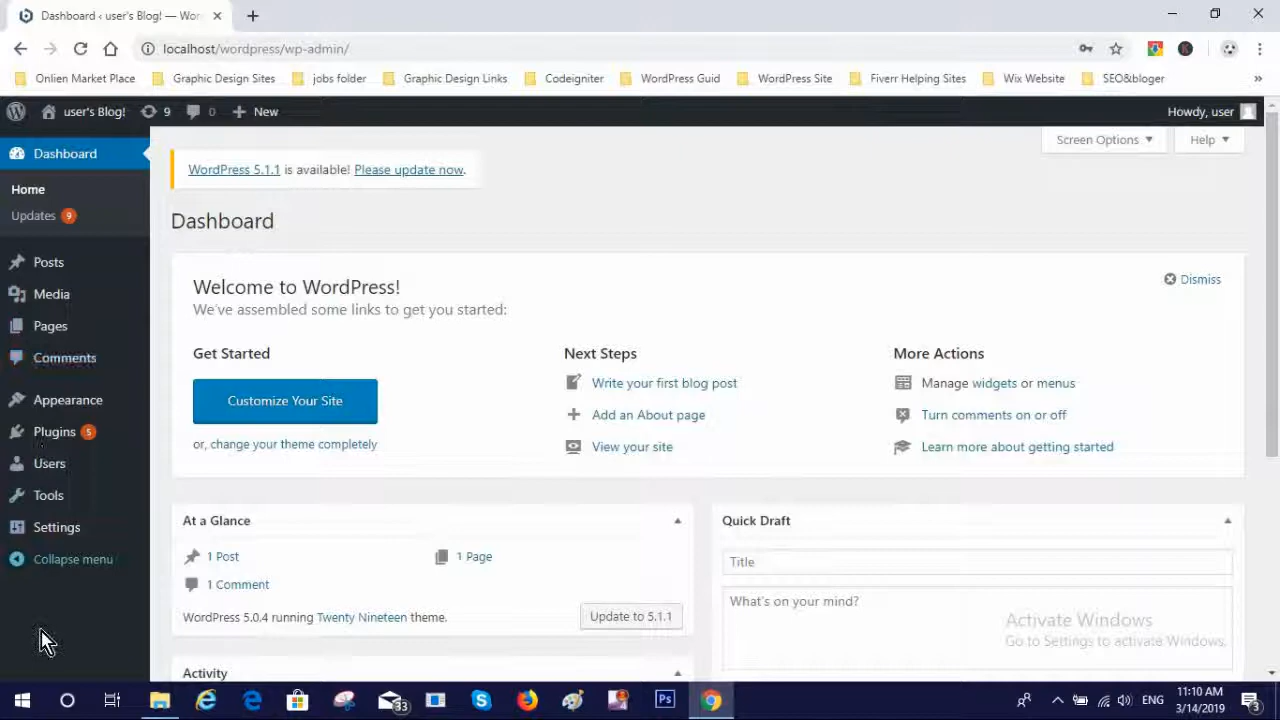 Dashboard ‹ user's Blog! — Wor
localhost/wordpress/wp-admin/
Onlien Market Place
Graphic Design Sites
jobs folder
Graphic Design Links
Codeigniter
WordPress Guid
WordPress Site
Fiverr Helping Sites
Wix Website
SEO&bloger
»
user's Blog!
9
0
New
Howdy, user
Dashboard
Home
Updates 9
Posts
Media
Pages
Comments
Appearance
Plugins 5
Users
Tools
Settings
Collapse menu
Screen Options
Help
WordPress 5.1.1 is available! Please update now.
Dashboard
Welcome to WordPress!
We've assembled some links to get you started:
Dismiss
Get Started
Customize Your Site
or, change your theme completely
Next Steps
Write your first blog post
Add an About page
View your site
More Actions
Manage widgets or menus
Turn comments on or off
Learn more about getting started
At a Glance
1 Post
1 Page
1 Comment
WordPress 5.0.4 running Twenty Nineteen theme.
Update to 5.1.1
Activity
Quick Draft
Title
What's on your mind?
Activate Windows
Go to Settings to activate Windows.
33
Ps
ENG
11:10 AM
3/14/2019
3